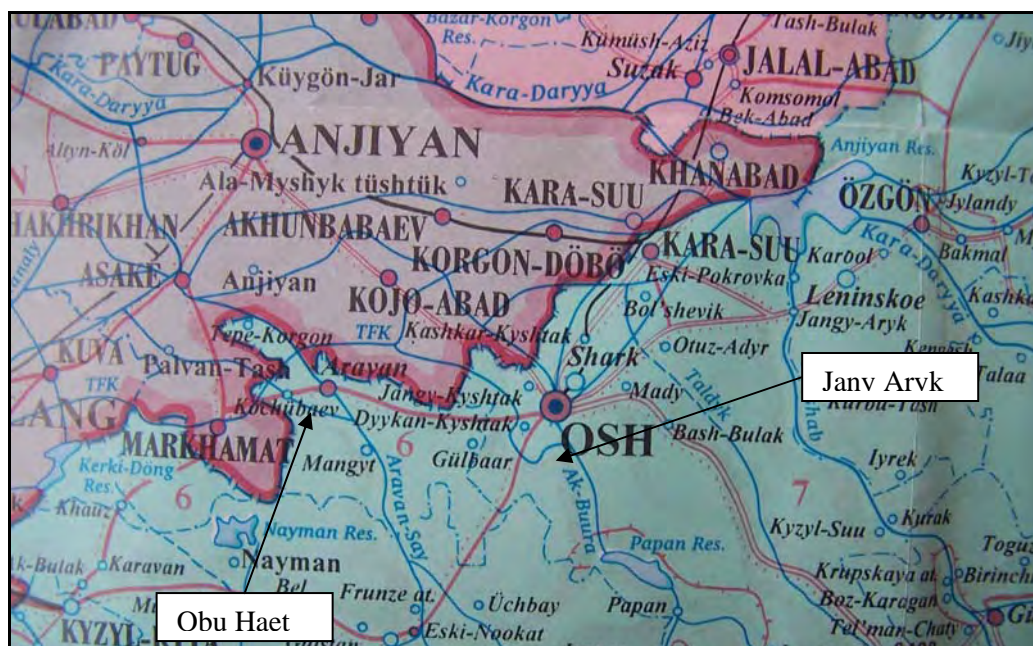 Bazar-Korgon
Res.
Tash-Bulak
Kümüsh-Aziz
PAYTUG
Suzak
JALAL-ABAD
Kara-Daryya
Küygön-Jar
Kara-Daryya
Komsomol
Bek-Abad
ANJIYAN
Altyn-Köl
Anjiyan Res.
KHANABAD
Ala-Myshyk tüshtük
KARA-SUU
ÖZGÖN
Jylandy
AKHUNBABAEV
KARA-SUU
Bakmal
KORGON-DÖBÖ
Eski-Pokrovka
Karool
Kara-Daryya
ASAKE
Anjiyan
KOJO-ABAD
Bol'shevik
Leninskoe
Tepe-Korgon
TFK
Kashkar-Kyshtak
Jangy-Aryk
KUVA
Palvan-Tash
Aravan
Shark
Otuz-Adyr
TFK
Jangy-Kyshtak
Mady
Taldyk
Janv Arvk
Talaa
Kochubaev
Dyykan-Kyshtak
OSH
Bash-Bulak
Kurba-Tash
MARKHAMAT
6
Gülbaar
Kerki-Döng
Res.
Mangyt
Iyrek
6
Aravan-Say
Ak-Buura
7
Khauz
Nayman Res.
Kyzyl-Suu
Kurak
Nayman
Papan Res.
Karavan
Krupskaya at.
Bel
Frunze at.
Üchbay
Papan
Boz-Karagan
Obu Haet
Eski-Nookat
Tel'man-Chaty